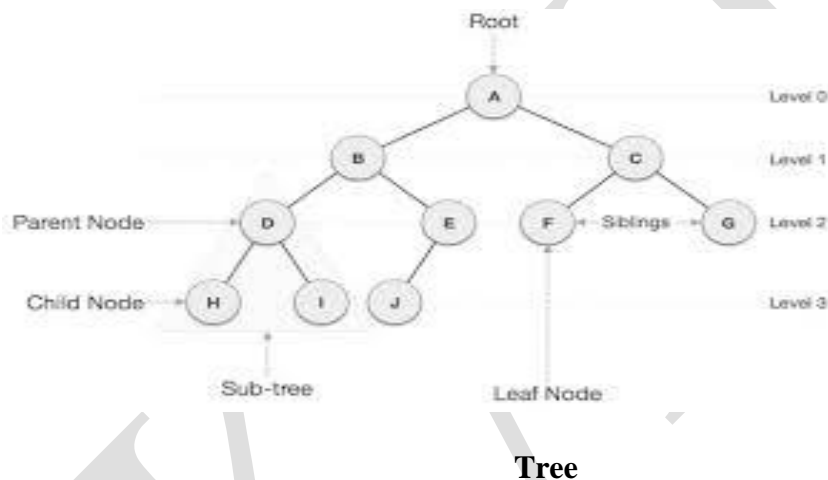 Root
A
Level 0
B
C
Level 1
Parent Node
D
E
F
Siblings
G
Level 2
Child Node
H
I
J
Level 3
Sub-tree
Leaf Node
Tree